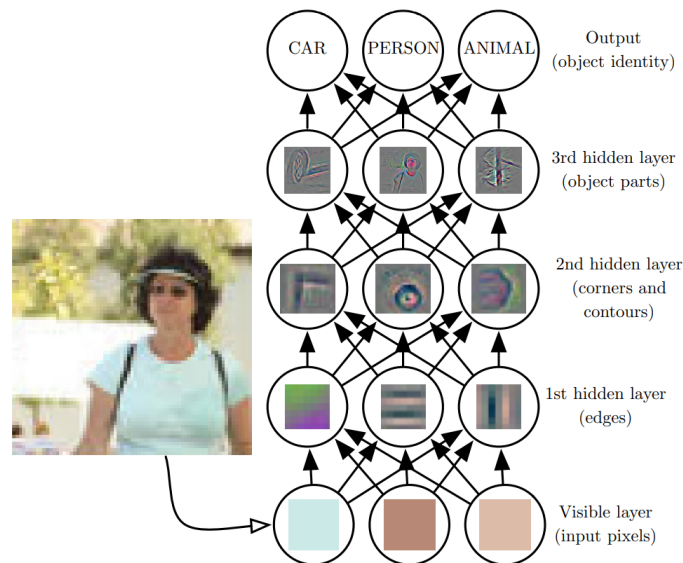 CAR
PERSON
ANIMAL
Output
(object identity)
3rd hidden layer
(object parts)
2nd hidden layer
(corners and
contours)
1st hidden layer
(edges)
Visible layer
(input pixels)